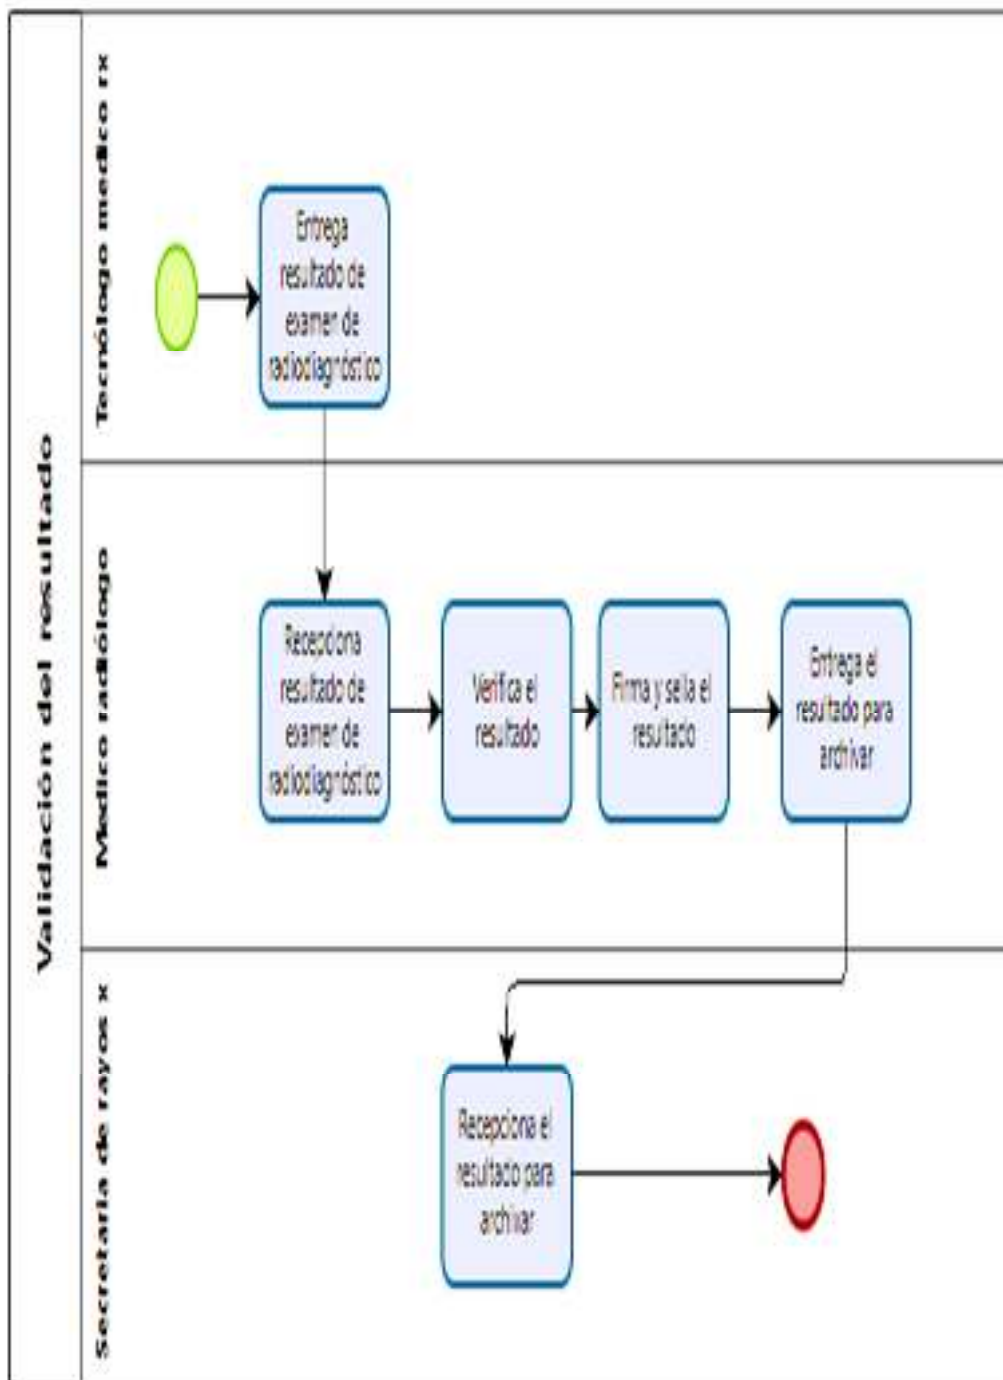 Validación del resultado
Tecnólogo medico rx
Entrega
resultado de
examen de
radiodiagnóstico
Medico radiólogo
Recepciona
resultado de
examen de
radiodiagnóstico
Verifica el
resultado
Firma y sella el
resultado
Entrega el
resultado para
archivar
Secretaria de rayos x
Recepciona el
resultado para
archivar